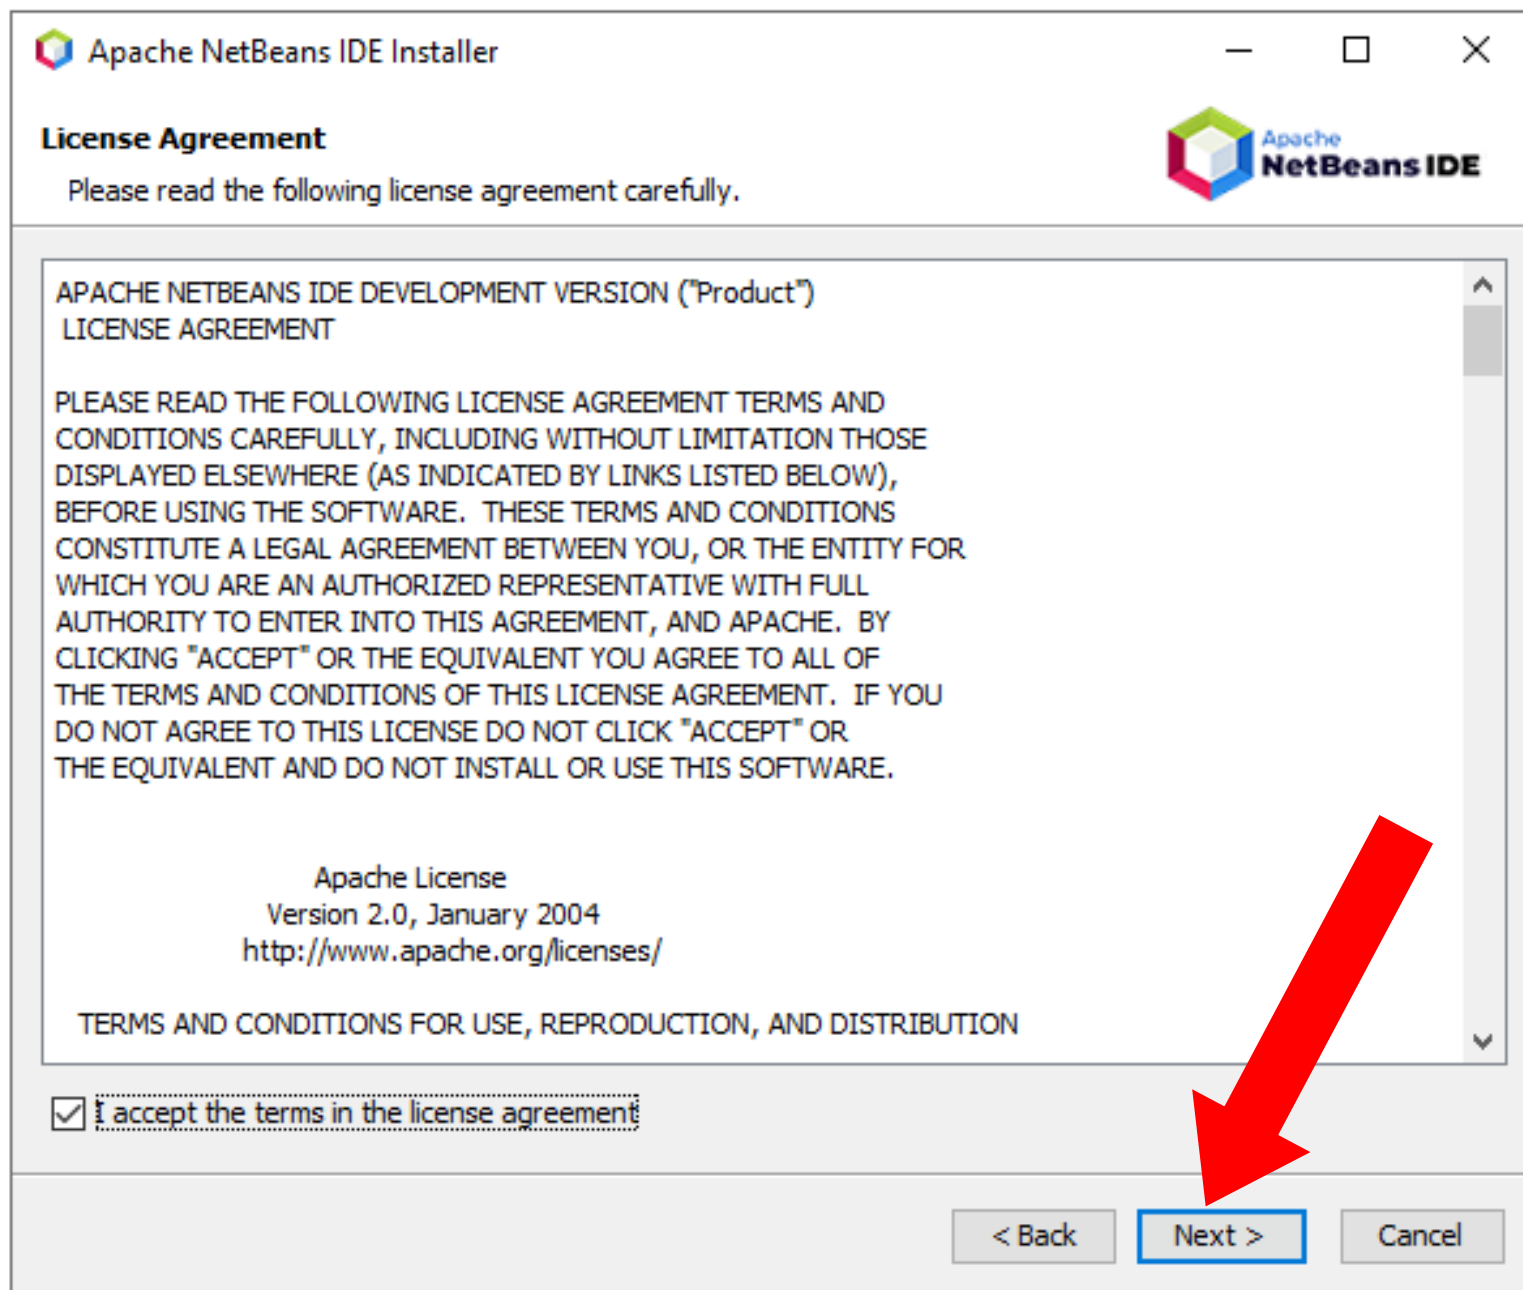 Apache NetBeans IDE Installer
License Agreement
Please read the following license agreement carefully.
Apache
NetBeans IDE
APACHE NETBEANS IDE DEVELOPMENT VERSION ("Product")
LICENSE AGREEMENT
PLEASE READ THE FOLLOWING LICENSE AGREEMENT TERMS AND
CONDITIONS CAREFULLY, INCLUDING WITHOUT LIMITATION THOSE
DISPLAYED ELSEWHERE (AS INDICATED BY LINKS LISTED BELOW),
BEFORE USING THE SOFTWARE.  THESE TERMS AND CONDITIONS
CONSTITUTE A LEGAL AGREEMENT BETWEEN YOU, OR THE ENTITY FOR
WHICH YOU ARE AN AUTHORIZED REPRESENTATIVE WITH FULL
AUTHORITY TO ENTER INTO THIS AGREEMENT, AND APACHE.  BY
CLICKING "ACCEPT" OR THE EQUIVALENT YOU AGREE TO ALL OF
THE TERMS AND CONDITIONS OF THIS LICENSE AGREEMENT.  IF YOU
DO NOT AGREE TO THIS LICENSE DO NOT CLICK "ACCEPT" OR
THE EQUIVALENT AND DO NOT INSTALL OR USE THIS SOFTWARE.
Apache License
Version 2.0, January 2004
http://www.apache.org/licenses/
TERMS AND CONDITIONS FOR USE, REPRODUCTION, AND DISTRIBUTION
I accept the terms in the license agreement
< Back
Next >
Cancel